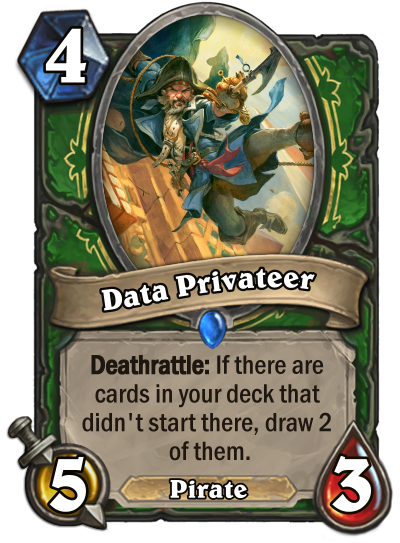 4
Data Privateer
Deathrattle: If there are
cards in your deck that
didn't start there, draw 2
of them.
5
Pirate
3